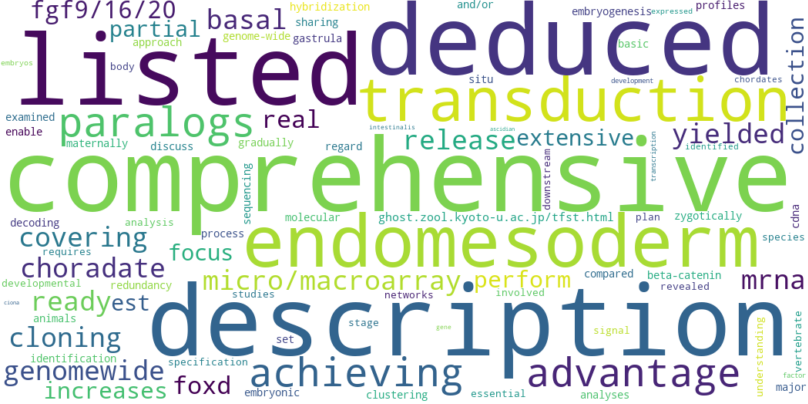 fgf9/16/20
basal
hybridization
and/or
embryogenesis
expressed
profiles
partial
sharing
genome-wide
gastrula
approach
embryos
body
listed
deduced
basic
situ
development
chordates
collection
examined
enable
real
transduction
paralogs
maternally
discuss
regard
gradually
release
extensive
intestinalis
ascidian
transcription
yielded
identified
comprehensive
sequencing
downstream
decoding
analysis
molecular
ghost.zool.kyoto-u.ac.jp/tfst.html
plan
zygotically
cdna
covering
requires
process
endomesoderm
species
choradate
focus
networks
compared
revealed
beta-catenin
developmental
redundancy
micro/macroarray
perform
involved
mrna
ciona
ready
est
studies
description
animals
stage
set
gene
signal
understanding
vertebrate
cloning
identification
specification
clustering
factor
genomewide
achieving
advantage
increases
foxd
embryonic
essential
analyses
major